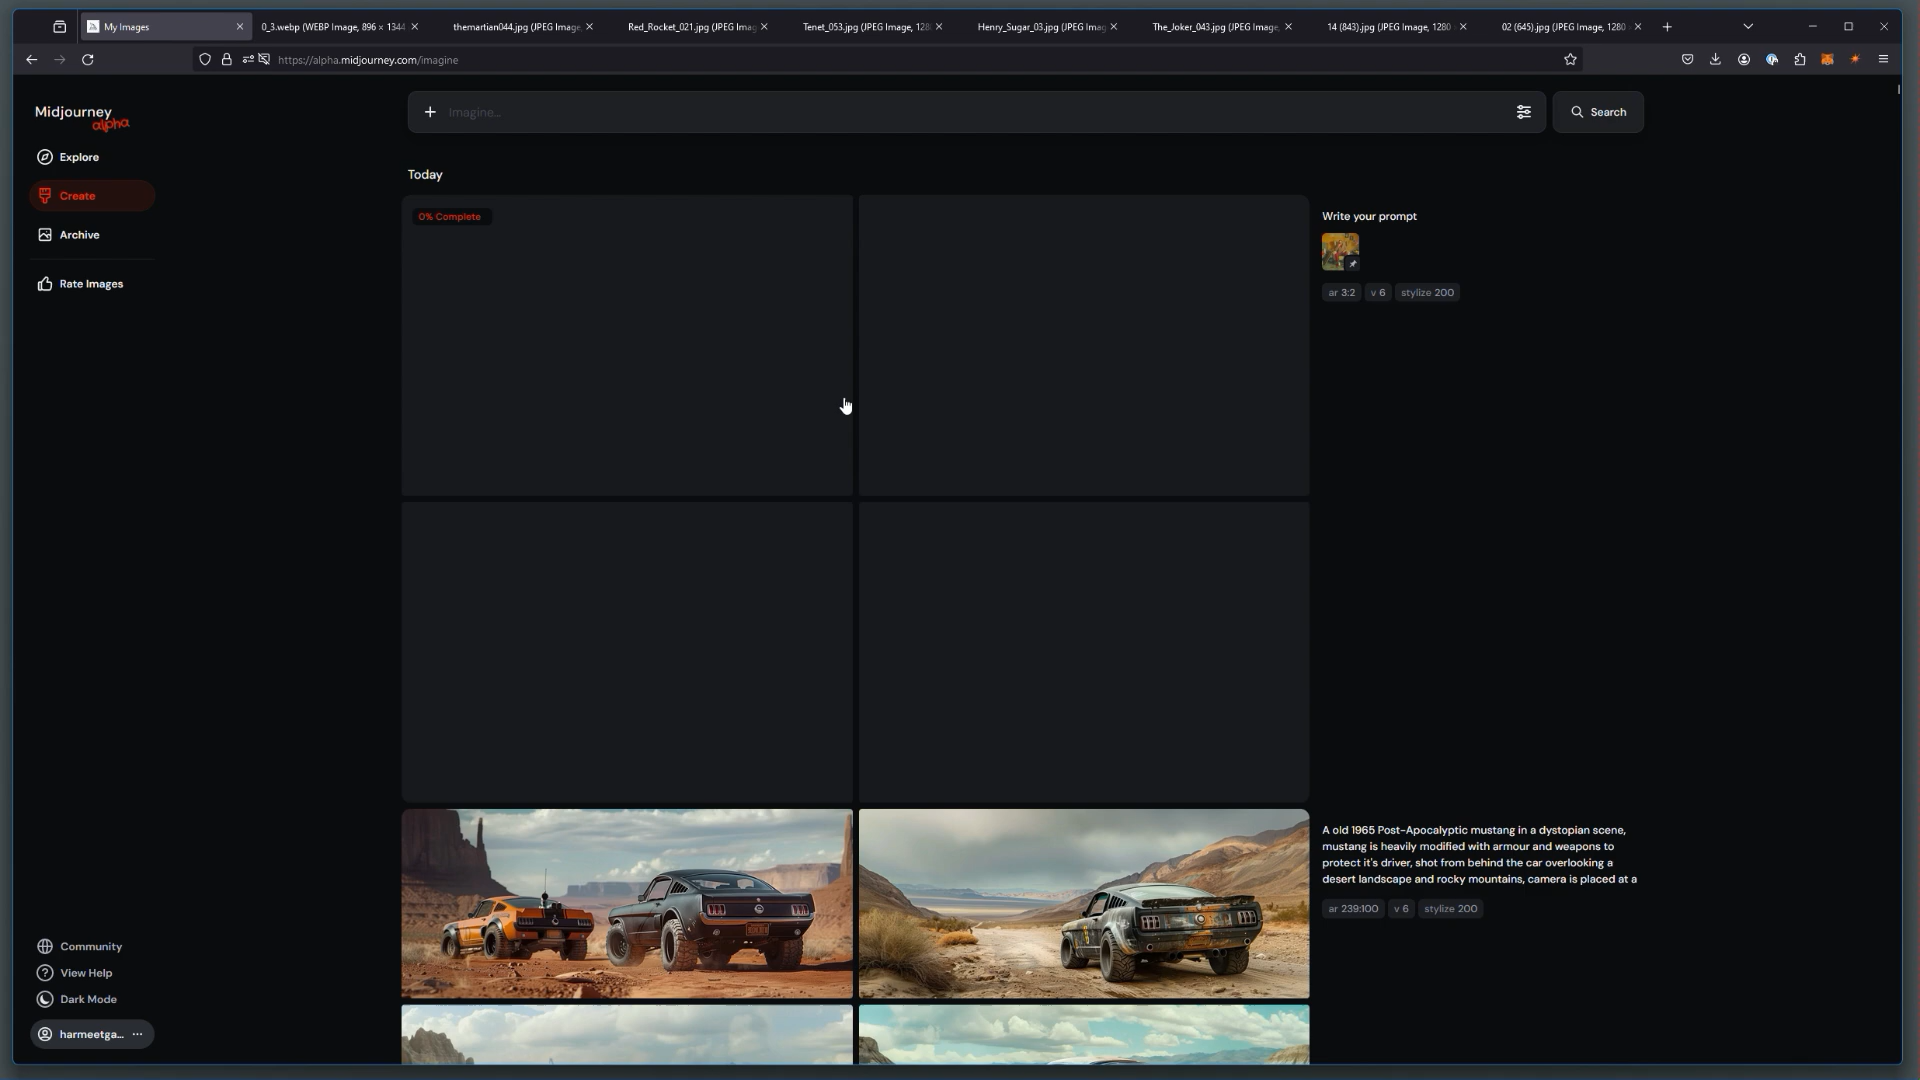 My Images
0_3.webp (WEBP Image, 896 × 1344
themartian044.jpg (JPEG Image,
Red_Rocket_021.jpg (JPEG Imag
Tenet_053.jpg (JPEG Image, 128
Henry_Sugar_03.jpg (JPEG Imag
The_Joker_043.jpg (JPEG Image,
14 (843).jpg (JPEG Image, 1280
02 (645).jpg (JPEG Image, 1280
https://alpha.midjourney.com/imagine
Midjourney
alpha
Imagine...
Search
Explore
Create
Archive
Rate Images
Today
0% Complete
Write your prompt
ar 3:2 v 6 stylize 200
A old 1965 Post-Apocalyptic mustang in a dystopian scene,
mustang is heavily modified with armour and weapons to
protect it's driver, shot from behind the car overlooking a
desert landscape and rocky mountains, camera is placed at a
ar 239:100 v 6 stylize 200
Community
View Help
Dark Mode
harmeetga...